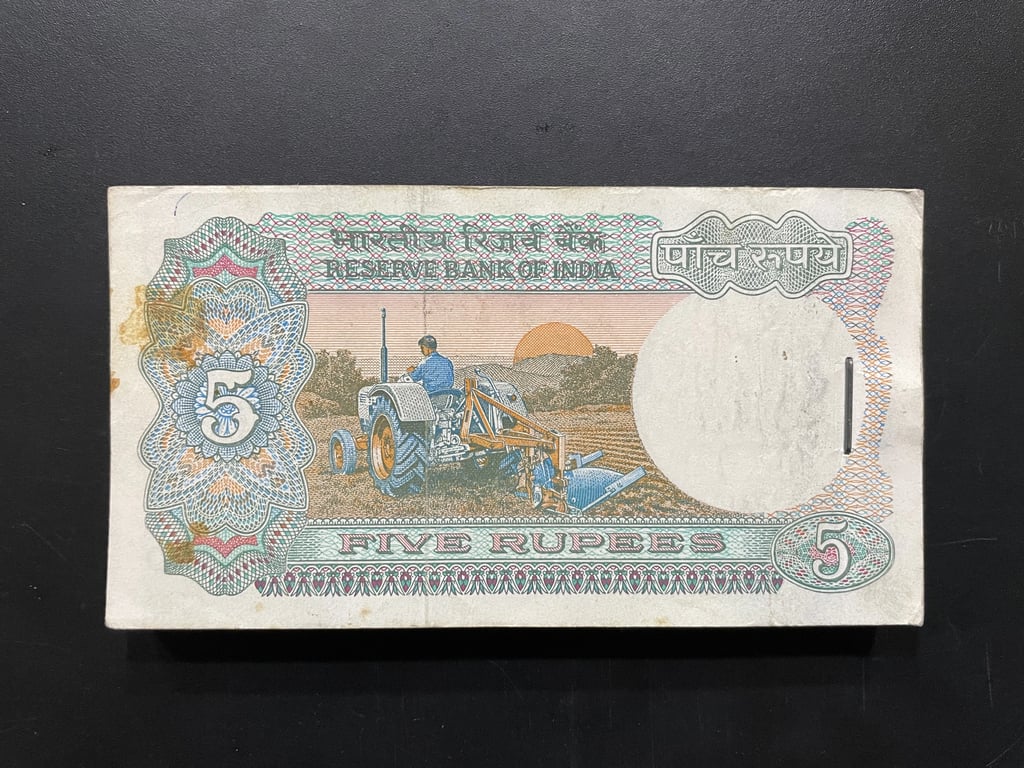 भारतीय रिज़र्व बैंक
RESERVE BANK OF INDIA
पाँच रूपये
5
FIVE RUPEES
5